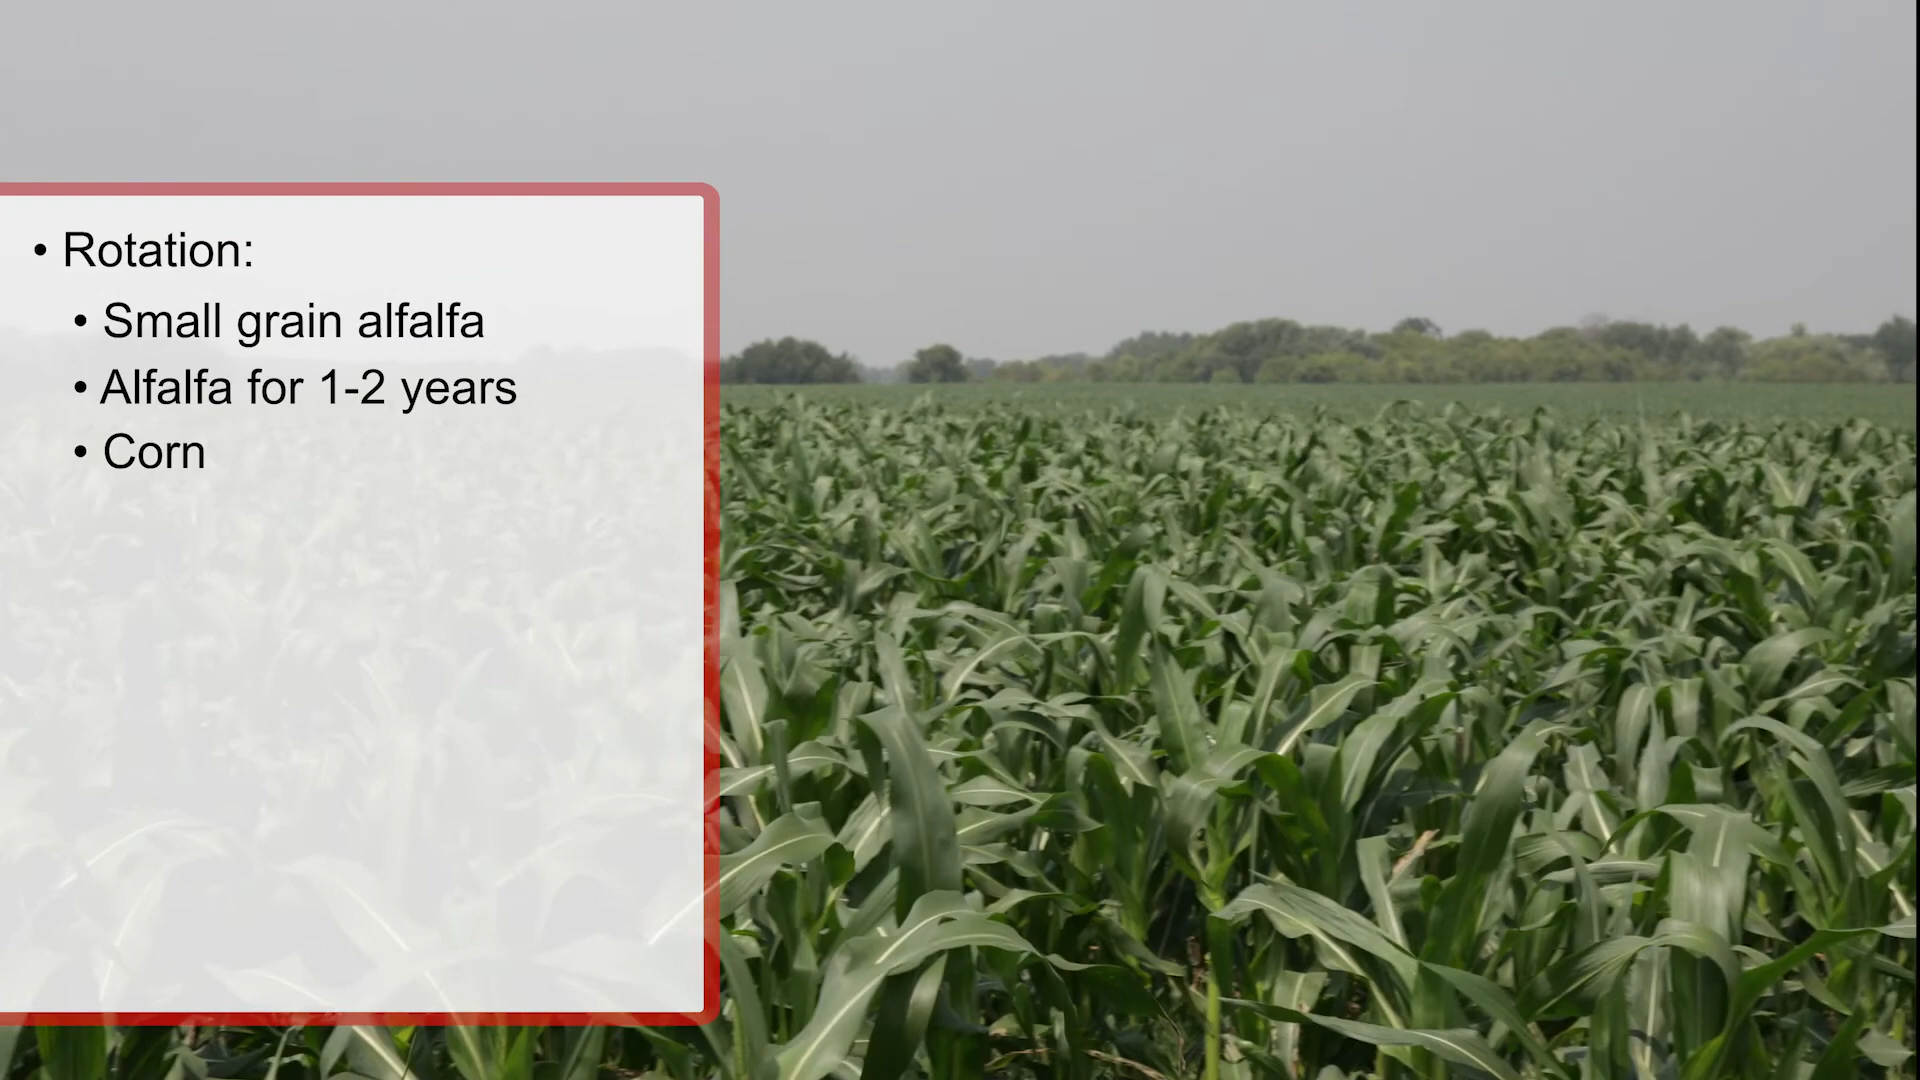 • Rotation:
• Small grain alfalfa
• Alfalfa for 1-2 years
• Corn